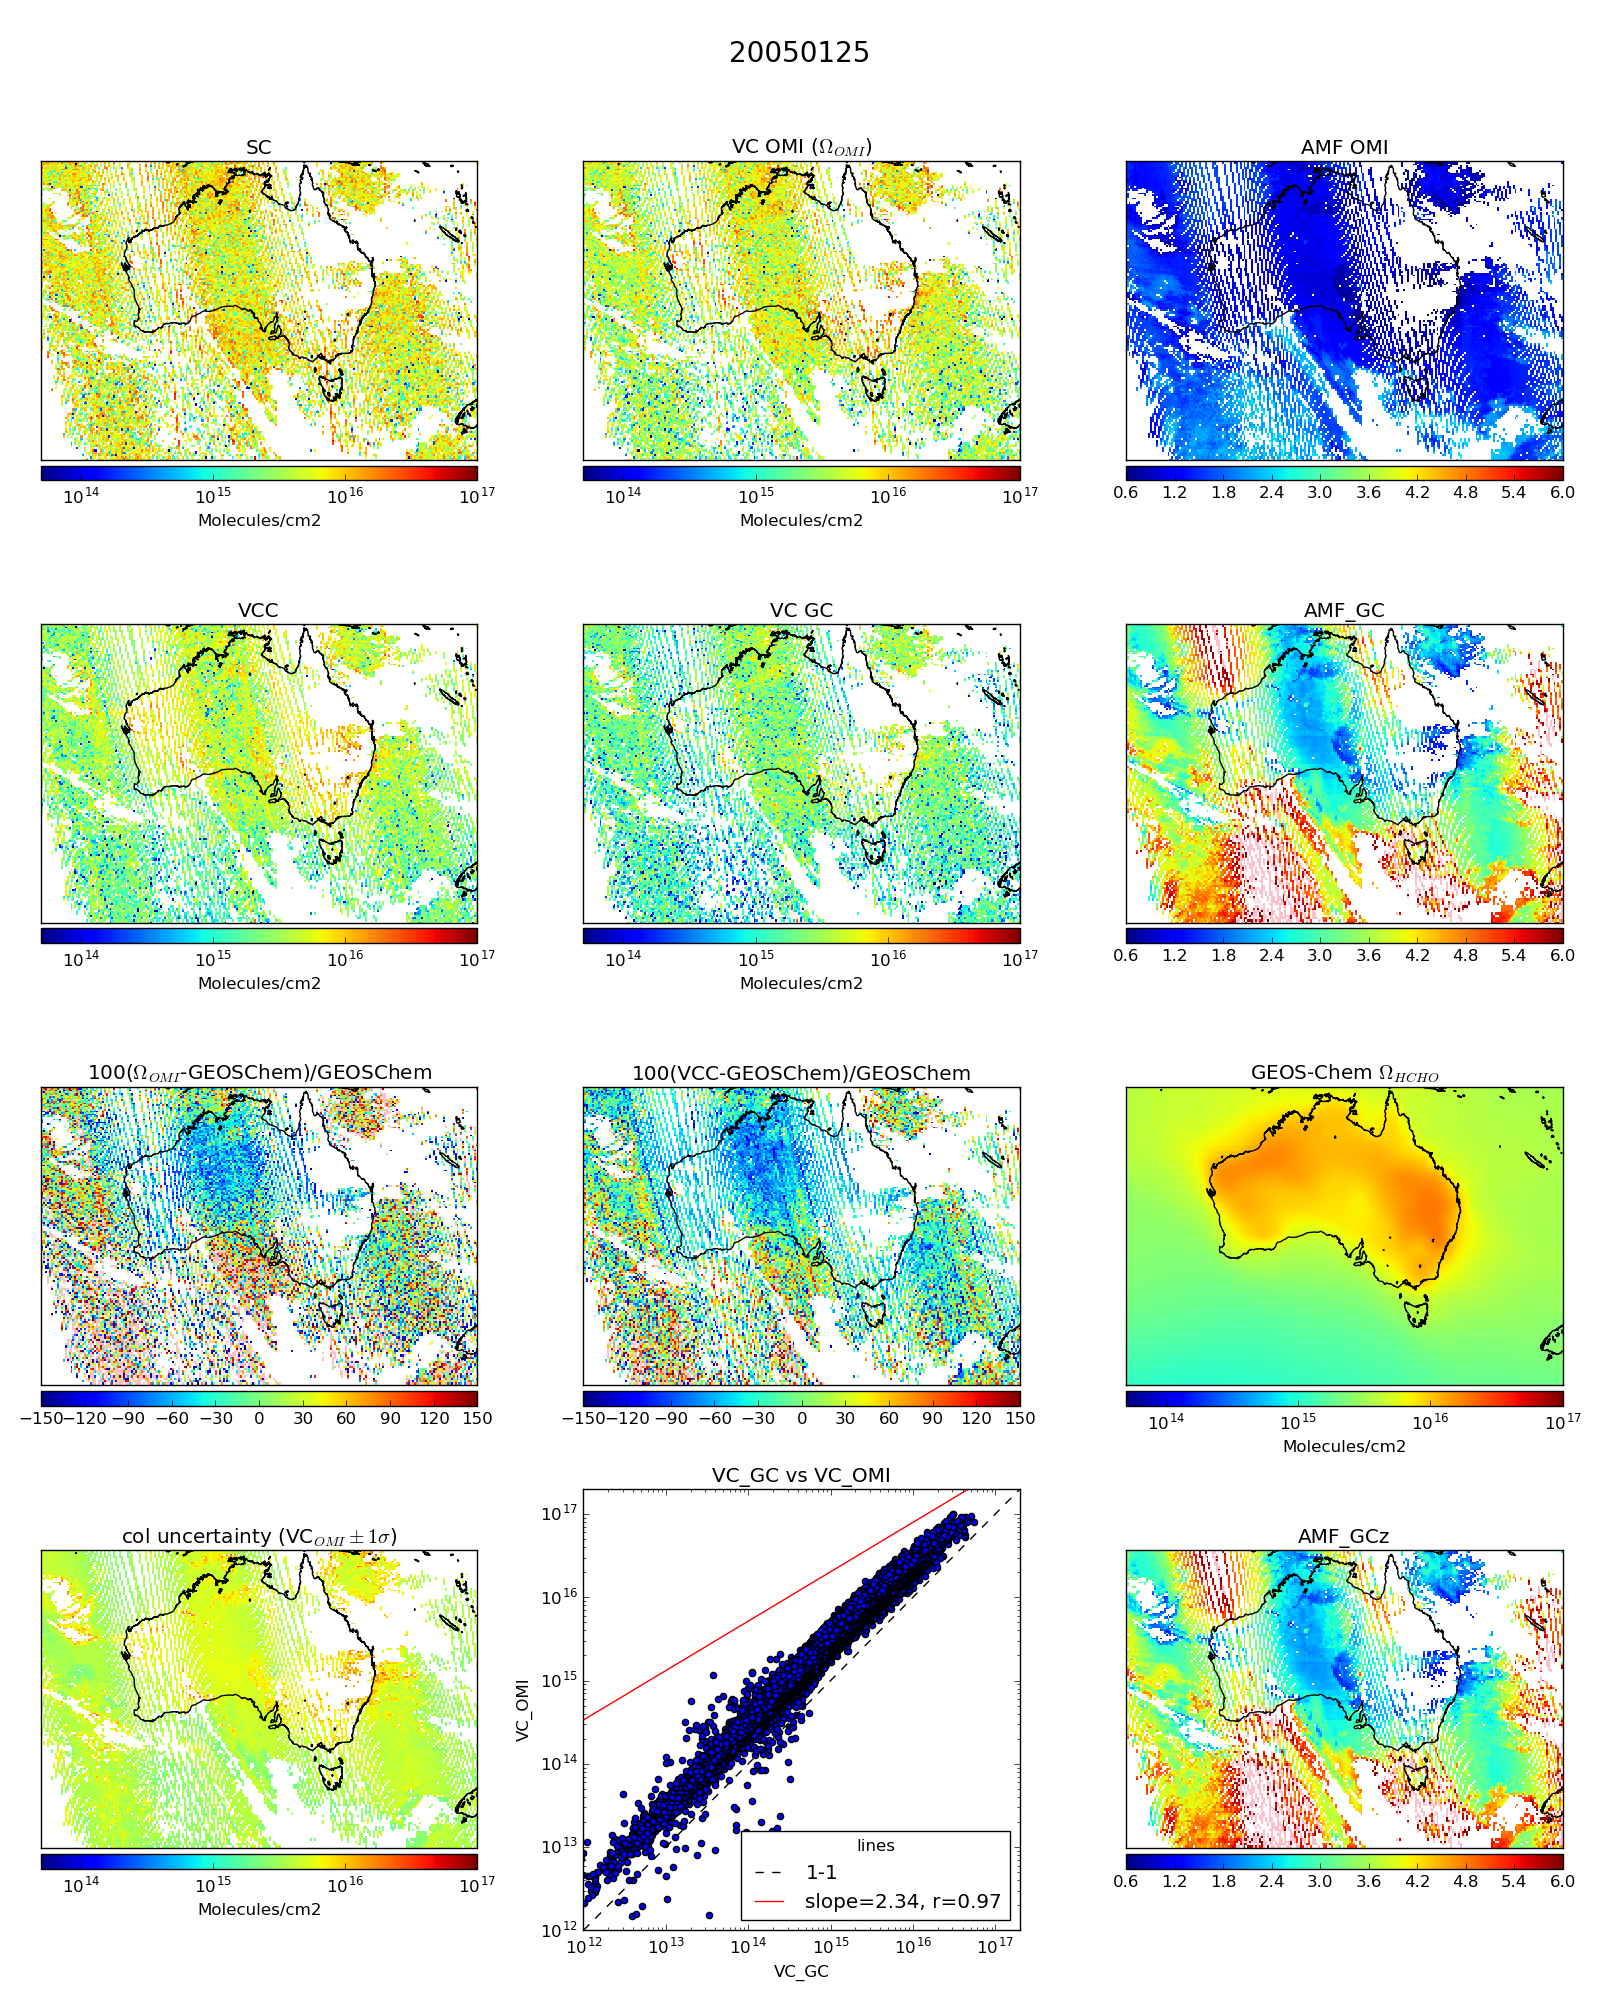 20050125
SC
10^14 10^15 10^16 10^17
Molecules/cm2
VC OMI (Ω_OMI)
10^14 10^15 10^16 10^17
Molecules/cm2
AMF OMI
0.6 1.2 1.8 2.4 3.0 3.6 4.2 4.8 5.4 6.0
VCC
10^14 10^15 10^16 10^17
Molecules/cm2
VC GC
10^14 10^15 10^16 10^17
Molecules/cm2
AMF_GC
0.6 1.2 1.8 2.4 3.0 3.6 4.2 4.8 5.4 6.0
100(Ω_OMI-GEOSChem)/GEOSChem
−150 −120 −90 −60 −30 0 30 60 90 120 150
100(VCC-GEOSChem)/GEOSChem
−150 −120 −90 −60 −30 0 30 60 90 120 150
GEOS-Chem Ω_HCHO
10^14 10^15 10^16 10^17
Molecules/cm2
col uncertainty (VC_OMI ± 1σ)
10^14 10^15 10^16 10^17
Molecules/cm2
VC_GC vs VC_OMI
10^17
10^16
10^15
10^14
10^13
10^12
VC_OMI
lines
1-1
slope=2.34, r=0.97
10^12 10^13 10^14 10^15 10^16 10^17
VC_GC
AMF_GCz
0.6 1.2 1.8 2.4 3.0 3.6 4.2 4.8 5.4 6.0